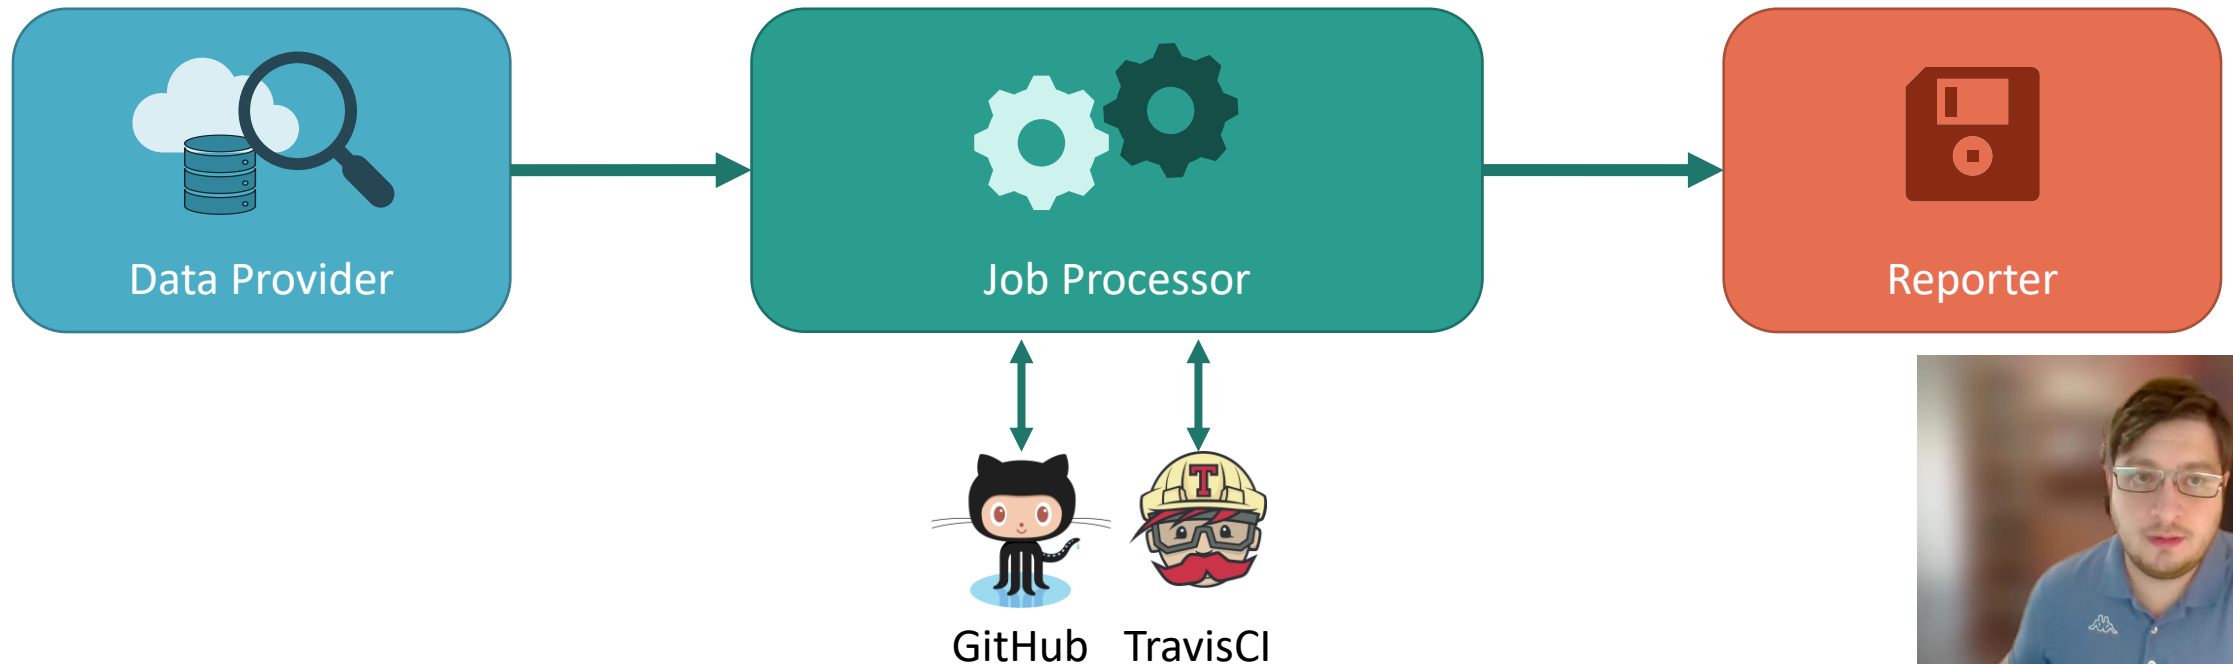 Data Provider
Job Processor
Reporter
T
GitHub
TravisCI